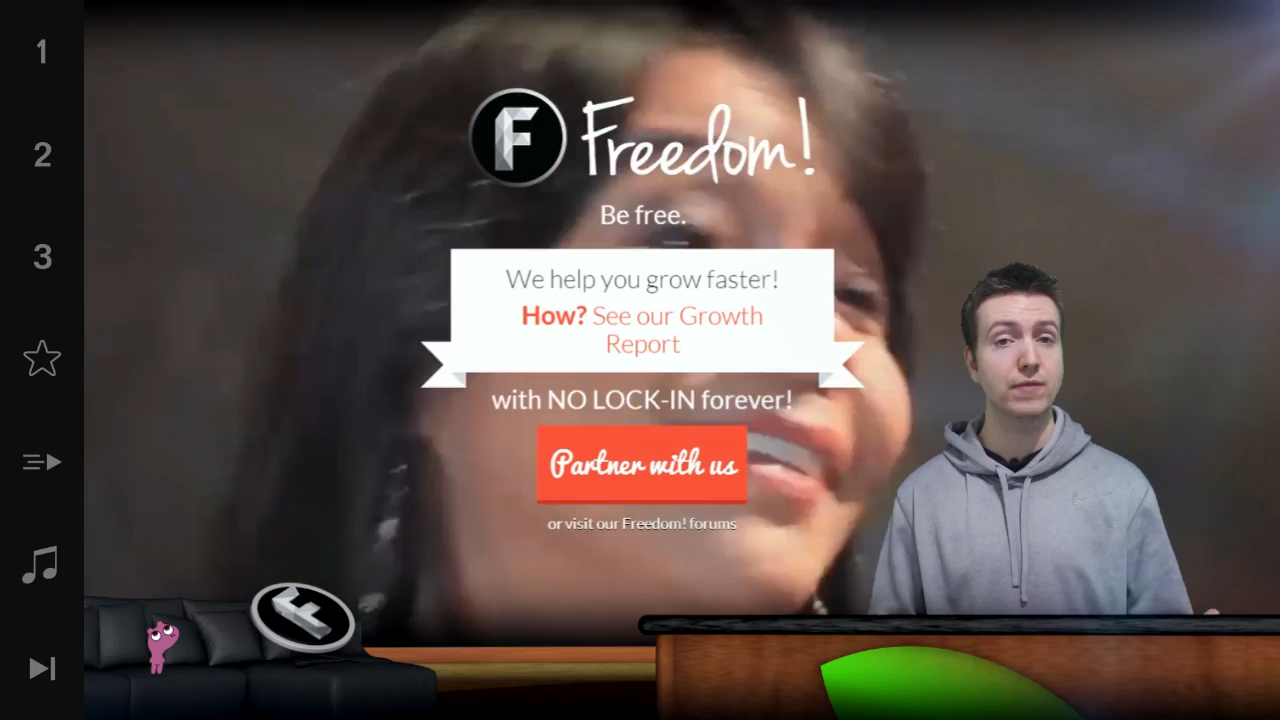 1
2
3
F Freedom!
Be free.
We help you grow faster!
How? See our Growth
Report
with NO LOCK-IN forever!
Partner with us
or visit our Freedom! forums
F